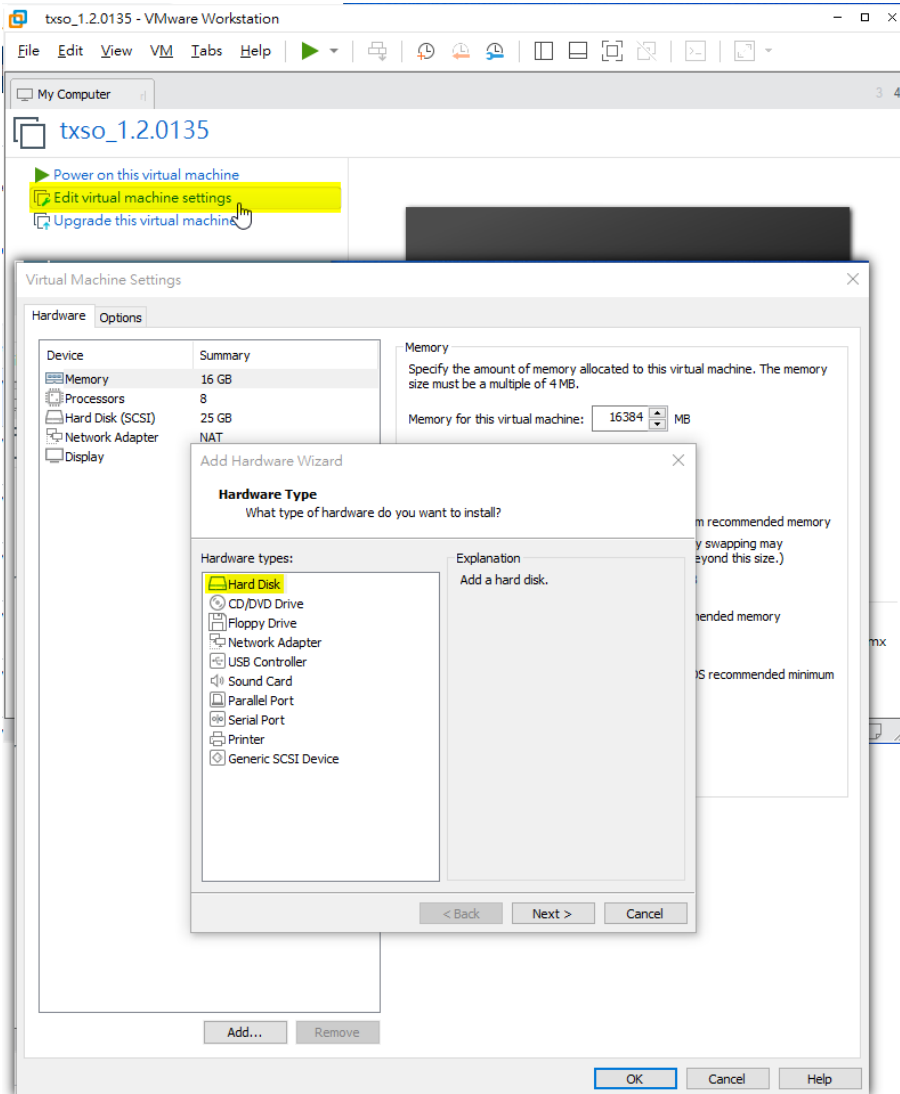 txso_1.2.0135 - VMware Workstation
File Edit View VM Tabs Help
My Computer
3 4
txso_1.2.0135
Power on this virtual machine
Edit virtual machine settings
Upgrade this virtual machine
Virtual Machine Settings
Hardware Options
Device Summary
Memory 16 GB
Processors 8
Hard Disk (SCSI) 25 GB
Network Adapter NAT
Display
Memory
Specify the amount of memory allocated to this virtual machine. The memory
size must be a multiple of 4 MB.
Memory for this virtual machine: 16384 MB
Add Hardware Wizard
Hardware Type
What type of hardware do you want to install?
Hardware types:
Hard Disk
CD/DVD Drive
Floppy Drive
Network Adapter
USB Controller
Sound Card
Parallel Port
Serial Port
Printer
Generic SCSI Device
Explanation
Add a hard disk.
< Back Next > Cancel
m recommended memory
y swapping may
eyond this size.)
ended memory
OS recommended minimum
mx
Add... Remove
OK Cancel Help